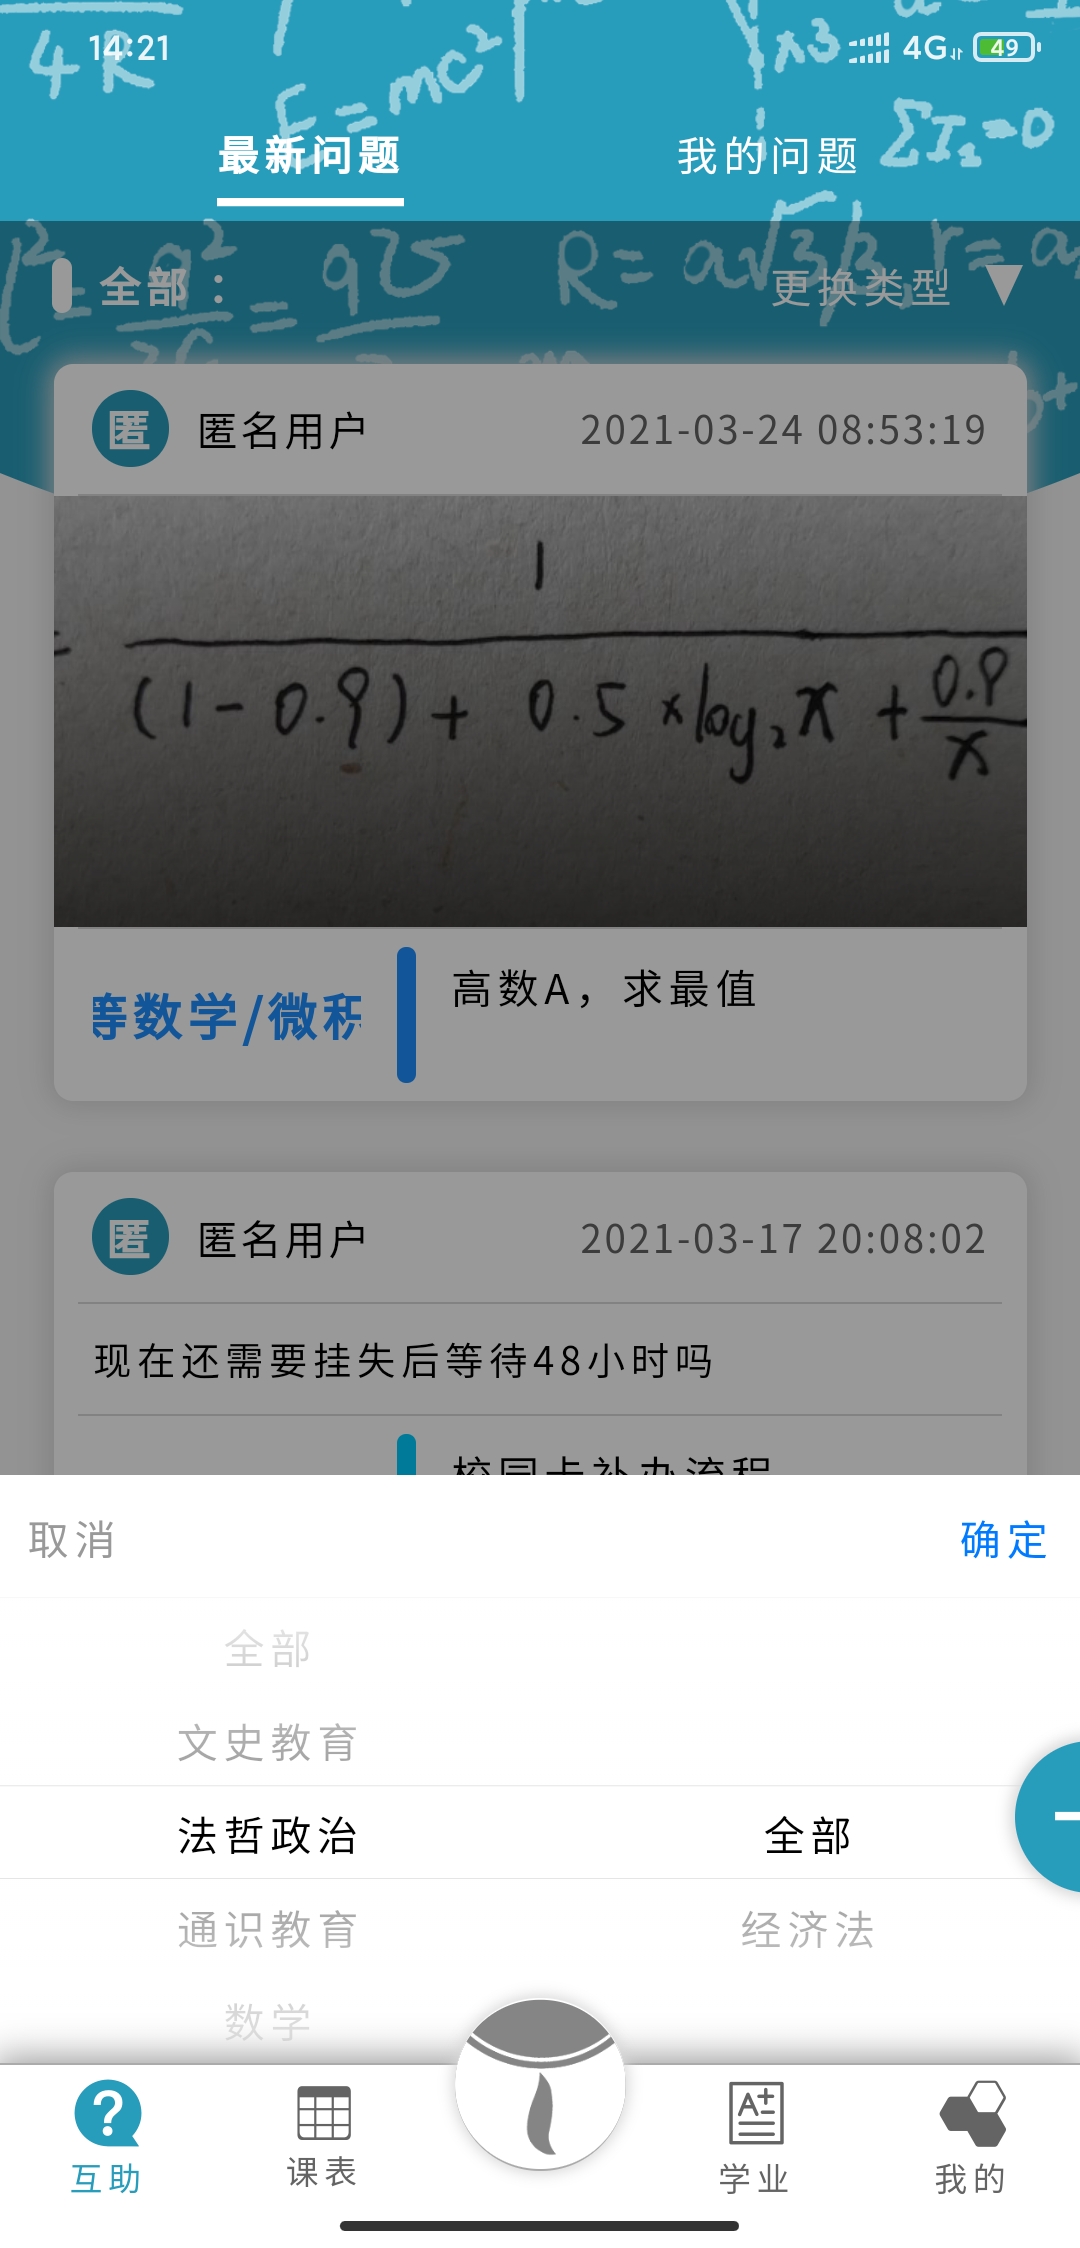 14:21
4G
49
4R
E=mc²
x3
ΣI₁=0
最新问题
我的问题
全部：
更换类型
匿
匿名用户
2021-03-24 08:53:19
1
(1-0.9)+ 0.5×log₂x + 0.9
x
等数学/微积
高数A，求最值
匿
匿名用户
2021-03-17 20:08:02
现在还需要挂失后等待48小时吗
校园卡补办流程
取消
确定
全部
文史教育
法哲政治
全部
通识教育
经济法
数学
互助
课表
A+
学业
我的